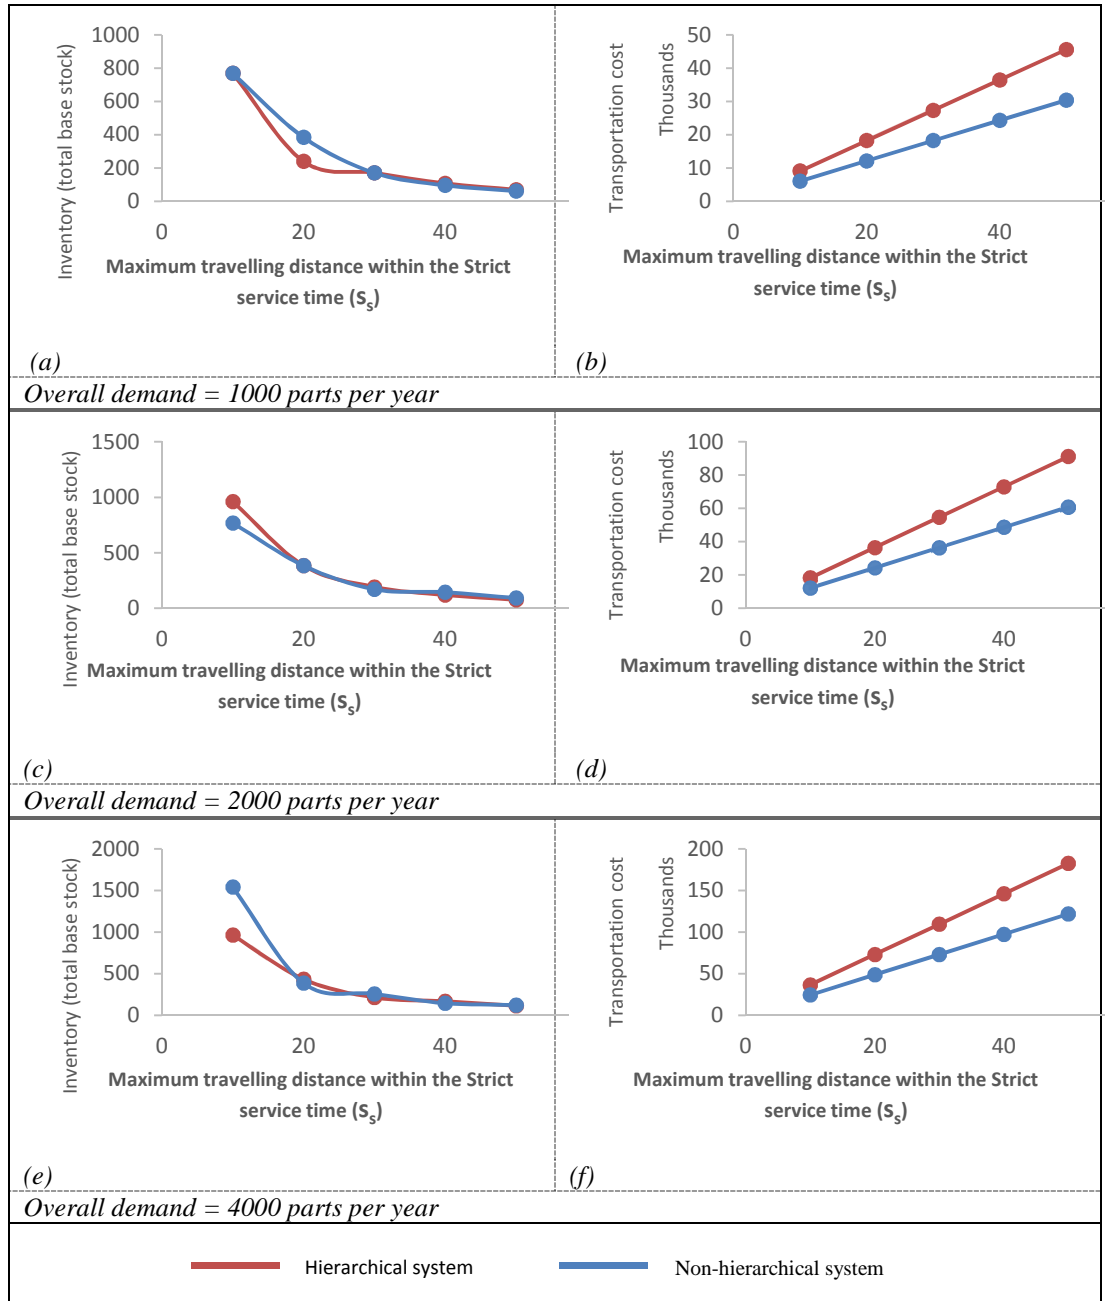 Inventory (total base stock)
1000
800
600
400
200
0
0
20
40
Maximum travelling distance within the Strict
service time (Ss)
(a)
Transportation cost
Thousands
50
40
30
20
10
0
0
20
40
Maximum travelling distance within the Strict
service time (Ss)
(b)
Overall demand = 1000 parts per year
Inventory (total base stock)
1500
1000
500
0
0
20
40
Maximum travelling distance within the Strict
service time (Ss)
(c)
Transportation cost
Thousands
100
80
60
40
20
0
0
20
40
Maximum travelling distance within the Strict
service time (Ss)
(d)
Overall demand = 2000 parts per year
Inventory (total base stock)
2000
1500
1000
500
0
0
20
40
Maximum travelling distance within the Strict
service time (Ss)
(e)
Transportation cost
Thousands
200
150
100
50
0
0
20
40
Maximum travelling distance within the Strict
service time (Ss)
(f)
Overall demand = 4000 parts per year
Hierarchical system
Non-hierarchical system